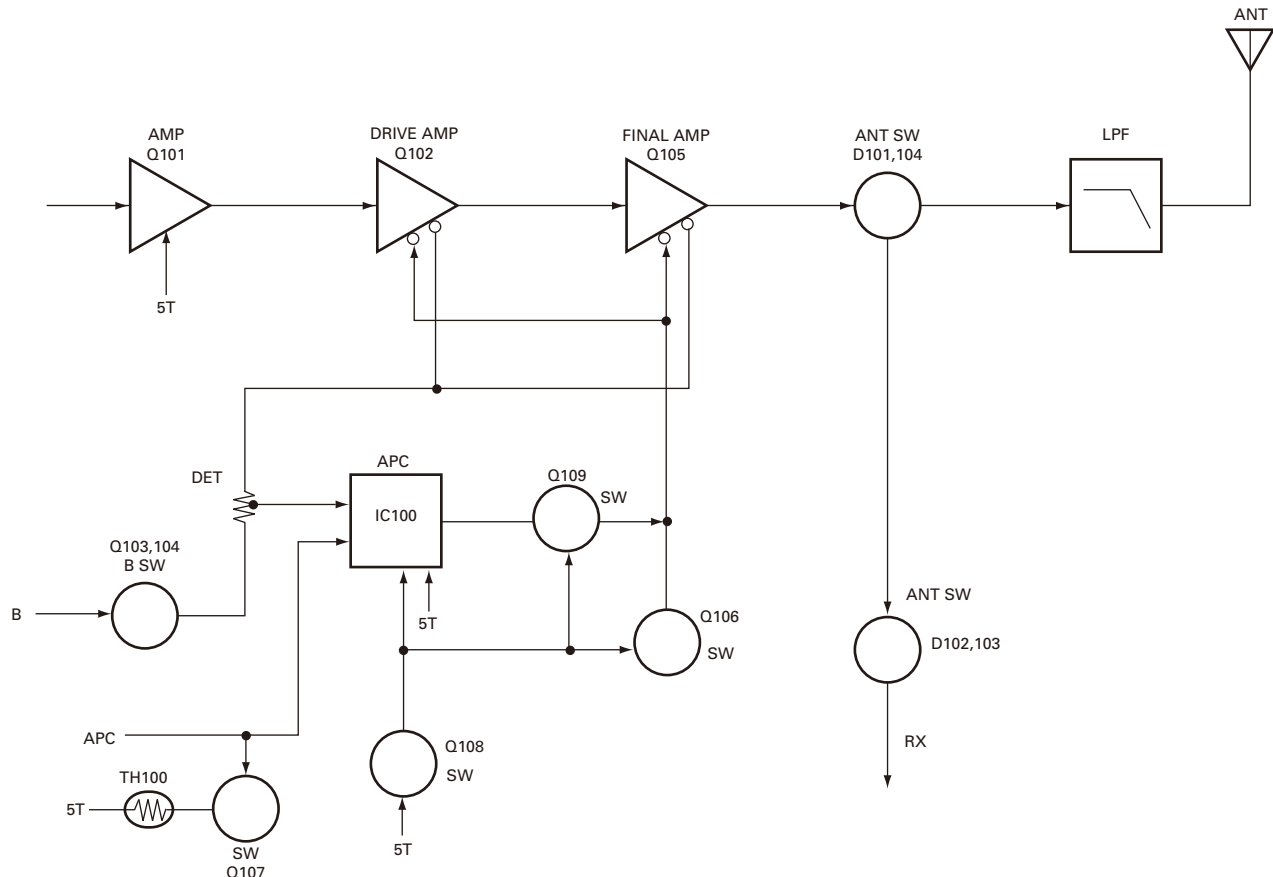 ANT
AMP
Q101
DRIVE AMP
Q102
FINAL AMP
Q105
ANT SW
D101,104
LPF
5T
DET
APC
IC100
Q109
SW
Q103,104
B SW
B
5T
Q106
SW
ANT SW
D102,103
APC
Q108
SW
RX
TH100
5T
SW
Q107
5T